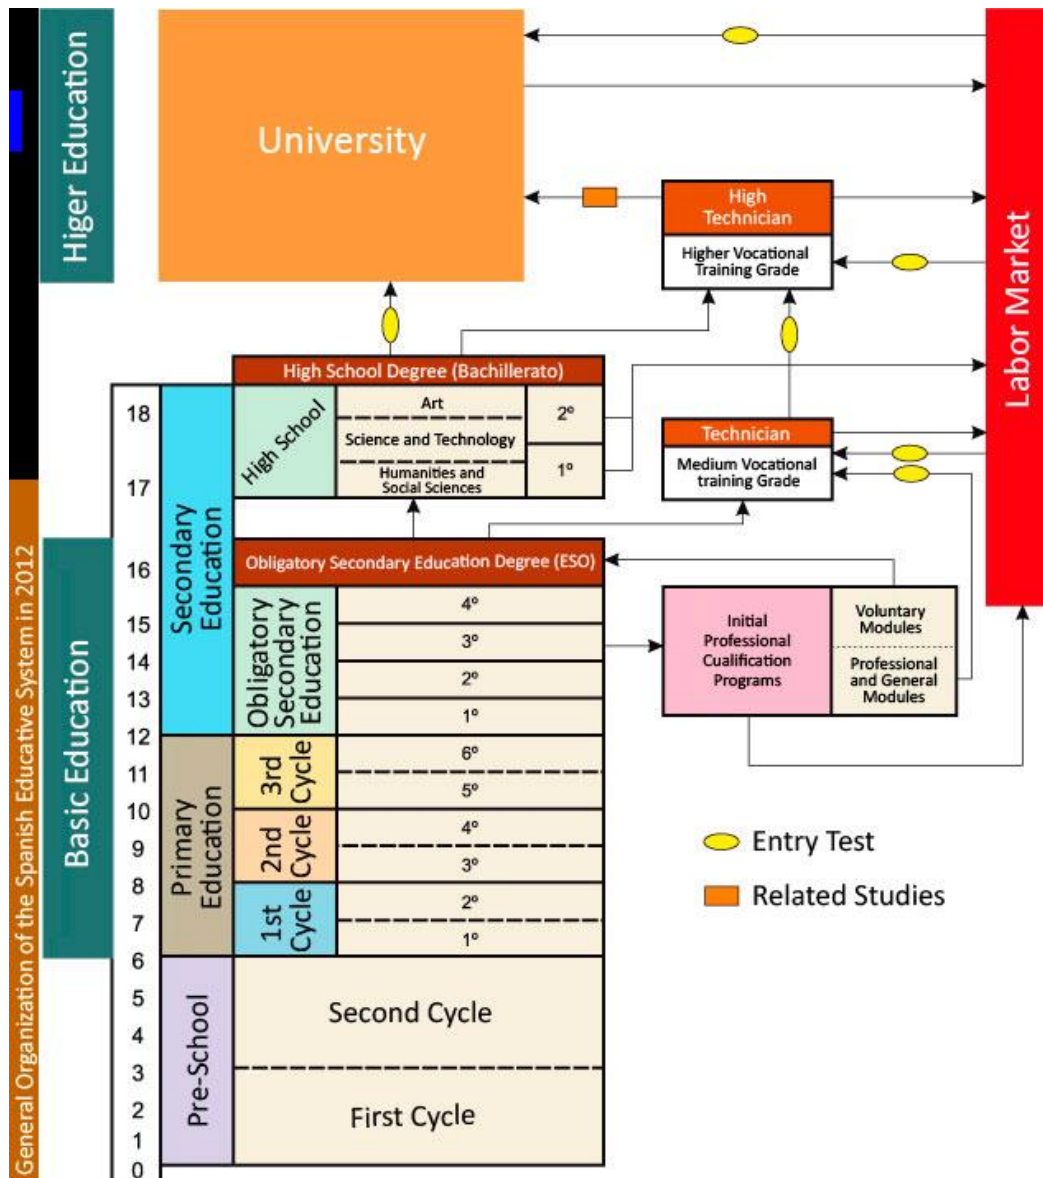 Higer Education
University
High
Technician
Higher Vocational
Training Grade
Labor Market
High School Degree (Bachillerato)
High School
Art
Science and Technology
Humanities and
Social Sciences
2º
1º
Technician
Medium Vocational
training Grade
General Organization of the Spanish Educative System in 2012
Basic Education
18
17
16
15
14
13
12
11
10
9
8
7
6
5
4
3
2
1
0
Secondary
Education
Obligatory Secondary Education Degree (ESO)
Obligatory
Secondary
Education
4º
3º
2º
1º
Initial
Professional
Cualification
Programs
Voluntary
Modules
Professional
and General
Modules
Primary
Education
3rd
Cycle
6º
5º
2nd
Cycle
4º
3º
1st
Cycle
2º
1º
Entry Test
Related Studies
Pre-School
Second Cycle
First Cycle